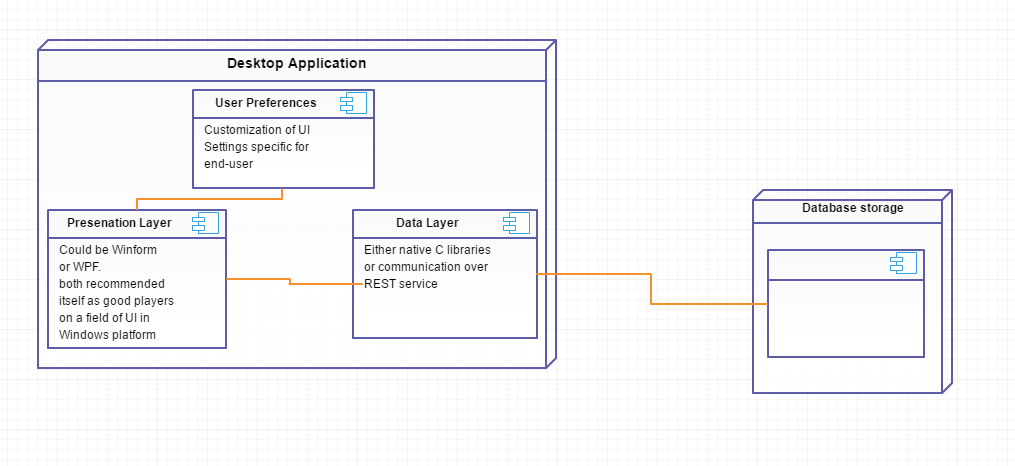 Desktop Application
User Preferences
Customization of UI
Settings specific for
end-user
Presenation Layer
Could be Winform
or WPF.
both recommended
itself as good players
on a field of UI in
Windows platform
Data Layer
Either native C libraries
or communication over
REST service
Database storage